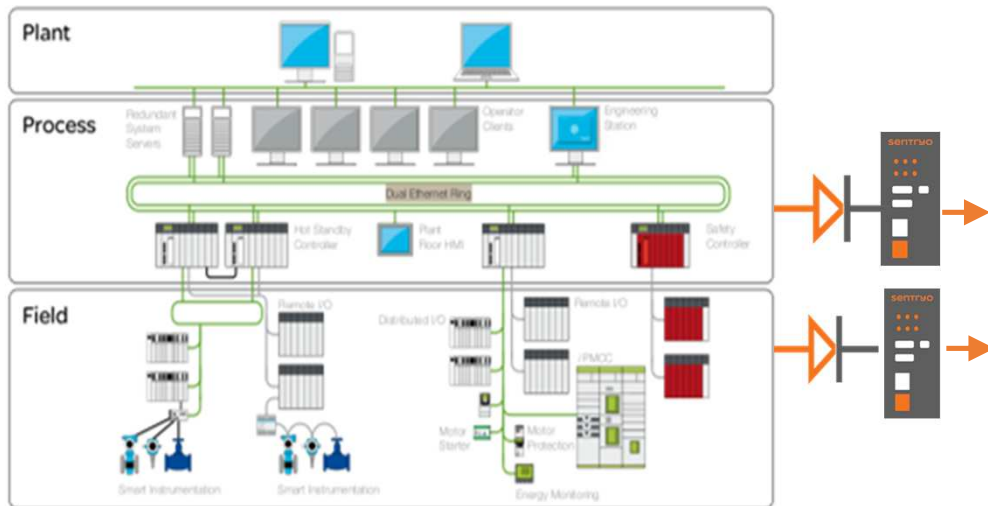 Plant
Process
Redundant
System
Servers
Operator
Clients
Engineering
Station
Dual Ethernet Ring
Hot Standby
Controller
Plant
Floor HMI
Safety
Controller
sentryo
Field
Remote I/O
Distributed I/O
Remote I/O
iPMCC
Motor
Starter
Motor
Protection
Smart Instrumentation
Smart Instrumentation
Energy Monitoring
sentryo